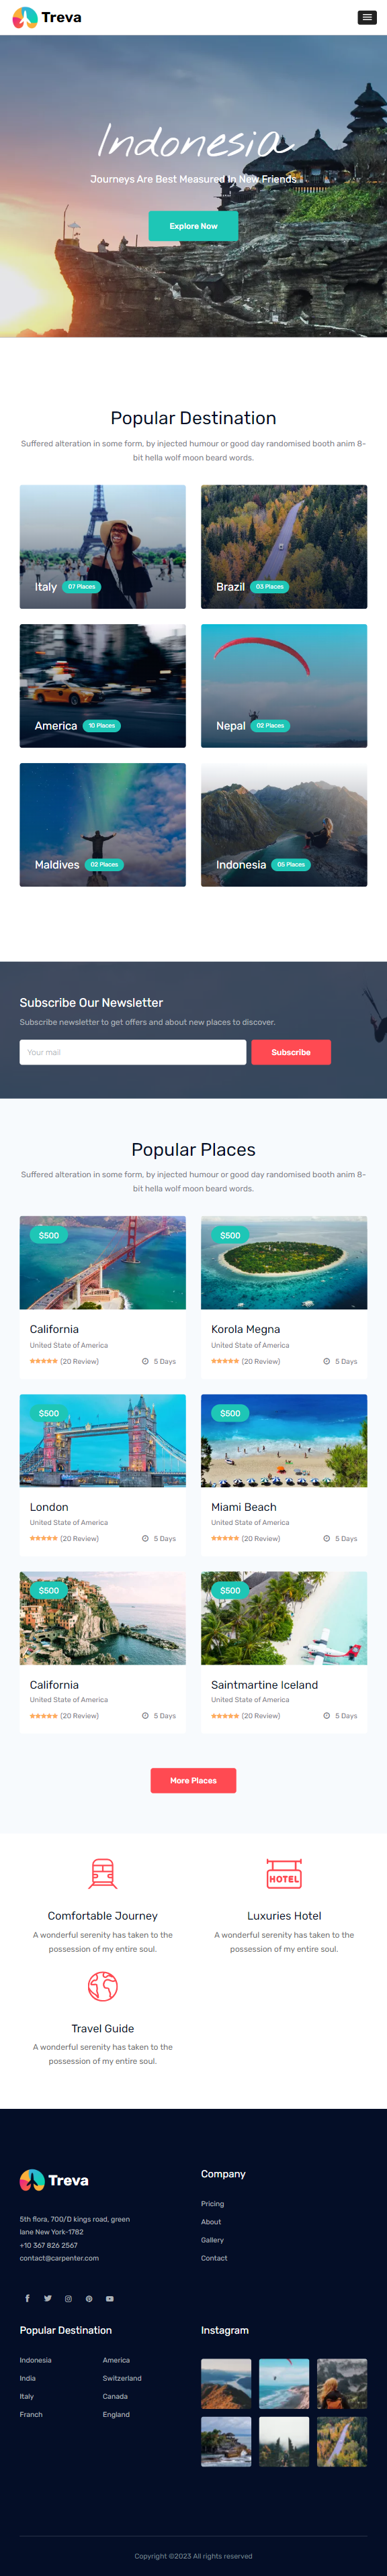 Treva
Indonesia
Journeys Are Best Measured In New Friends
Explore Now
Popular Destination
Suffered alteration in some form, by injected humour or good day randomised booth anim 8-
bit hella wolf moon beard words.
Italy 07 Places
Brazil 03 Places
America 10 Places
Nepal 02 Places
Maldives 02 Places
Indonesia 05 Places
Subscribe Our Newsletter
Subscribe newsletter to get offers and about new places to discover.
Your mail
Subscribe
Popular Places
Suffered alteration in some form, by injected humour or good day randomised booth anim 8-
bit hella wolf moon beard words.
$500
California
United State of America
(20 Review) 5 Days
$500
Korola Megna
United State of America
(20 Review) 5 Days
$500
London
United State of America
(20 Review) 5 Days
$500
Miami Beach
United State of America
(20 Review) 5 Days
$500
California
United State of America
(20 Review) 5 Days
$500
Saintmartine Iceland
United State of America
(20 Review) 5 Days
More Places
Comfortable Journey
A wonderful serenity has taken to the
possession of my entire soul.
HOTEL
Luxuries Hotel
A wonderful serenity has taken to the
possession of my entire soul.
Travel Guide
A wonderful serenity has taken to the
possession of my entire soul.
Treva
5th flora, 700/D kings road, green
lane New York-1782
+10 367 826 2567
contact@carpenter.com
Company
Pricing
About
Gallery
Contact
Popular Destination
Indonesia
America
India
Switzerland
Italy
Canada
Franch
England
Instagram
Copyright ©2023 All rights reserved